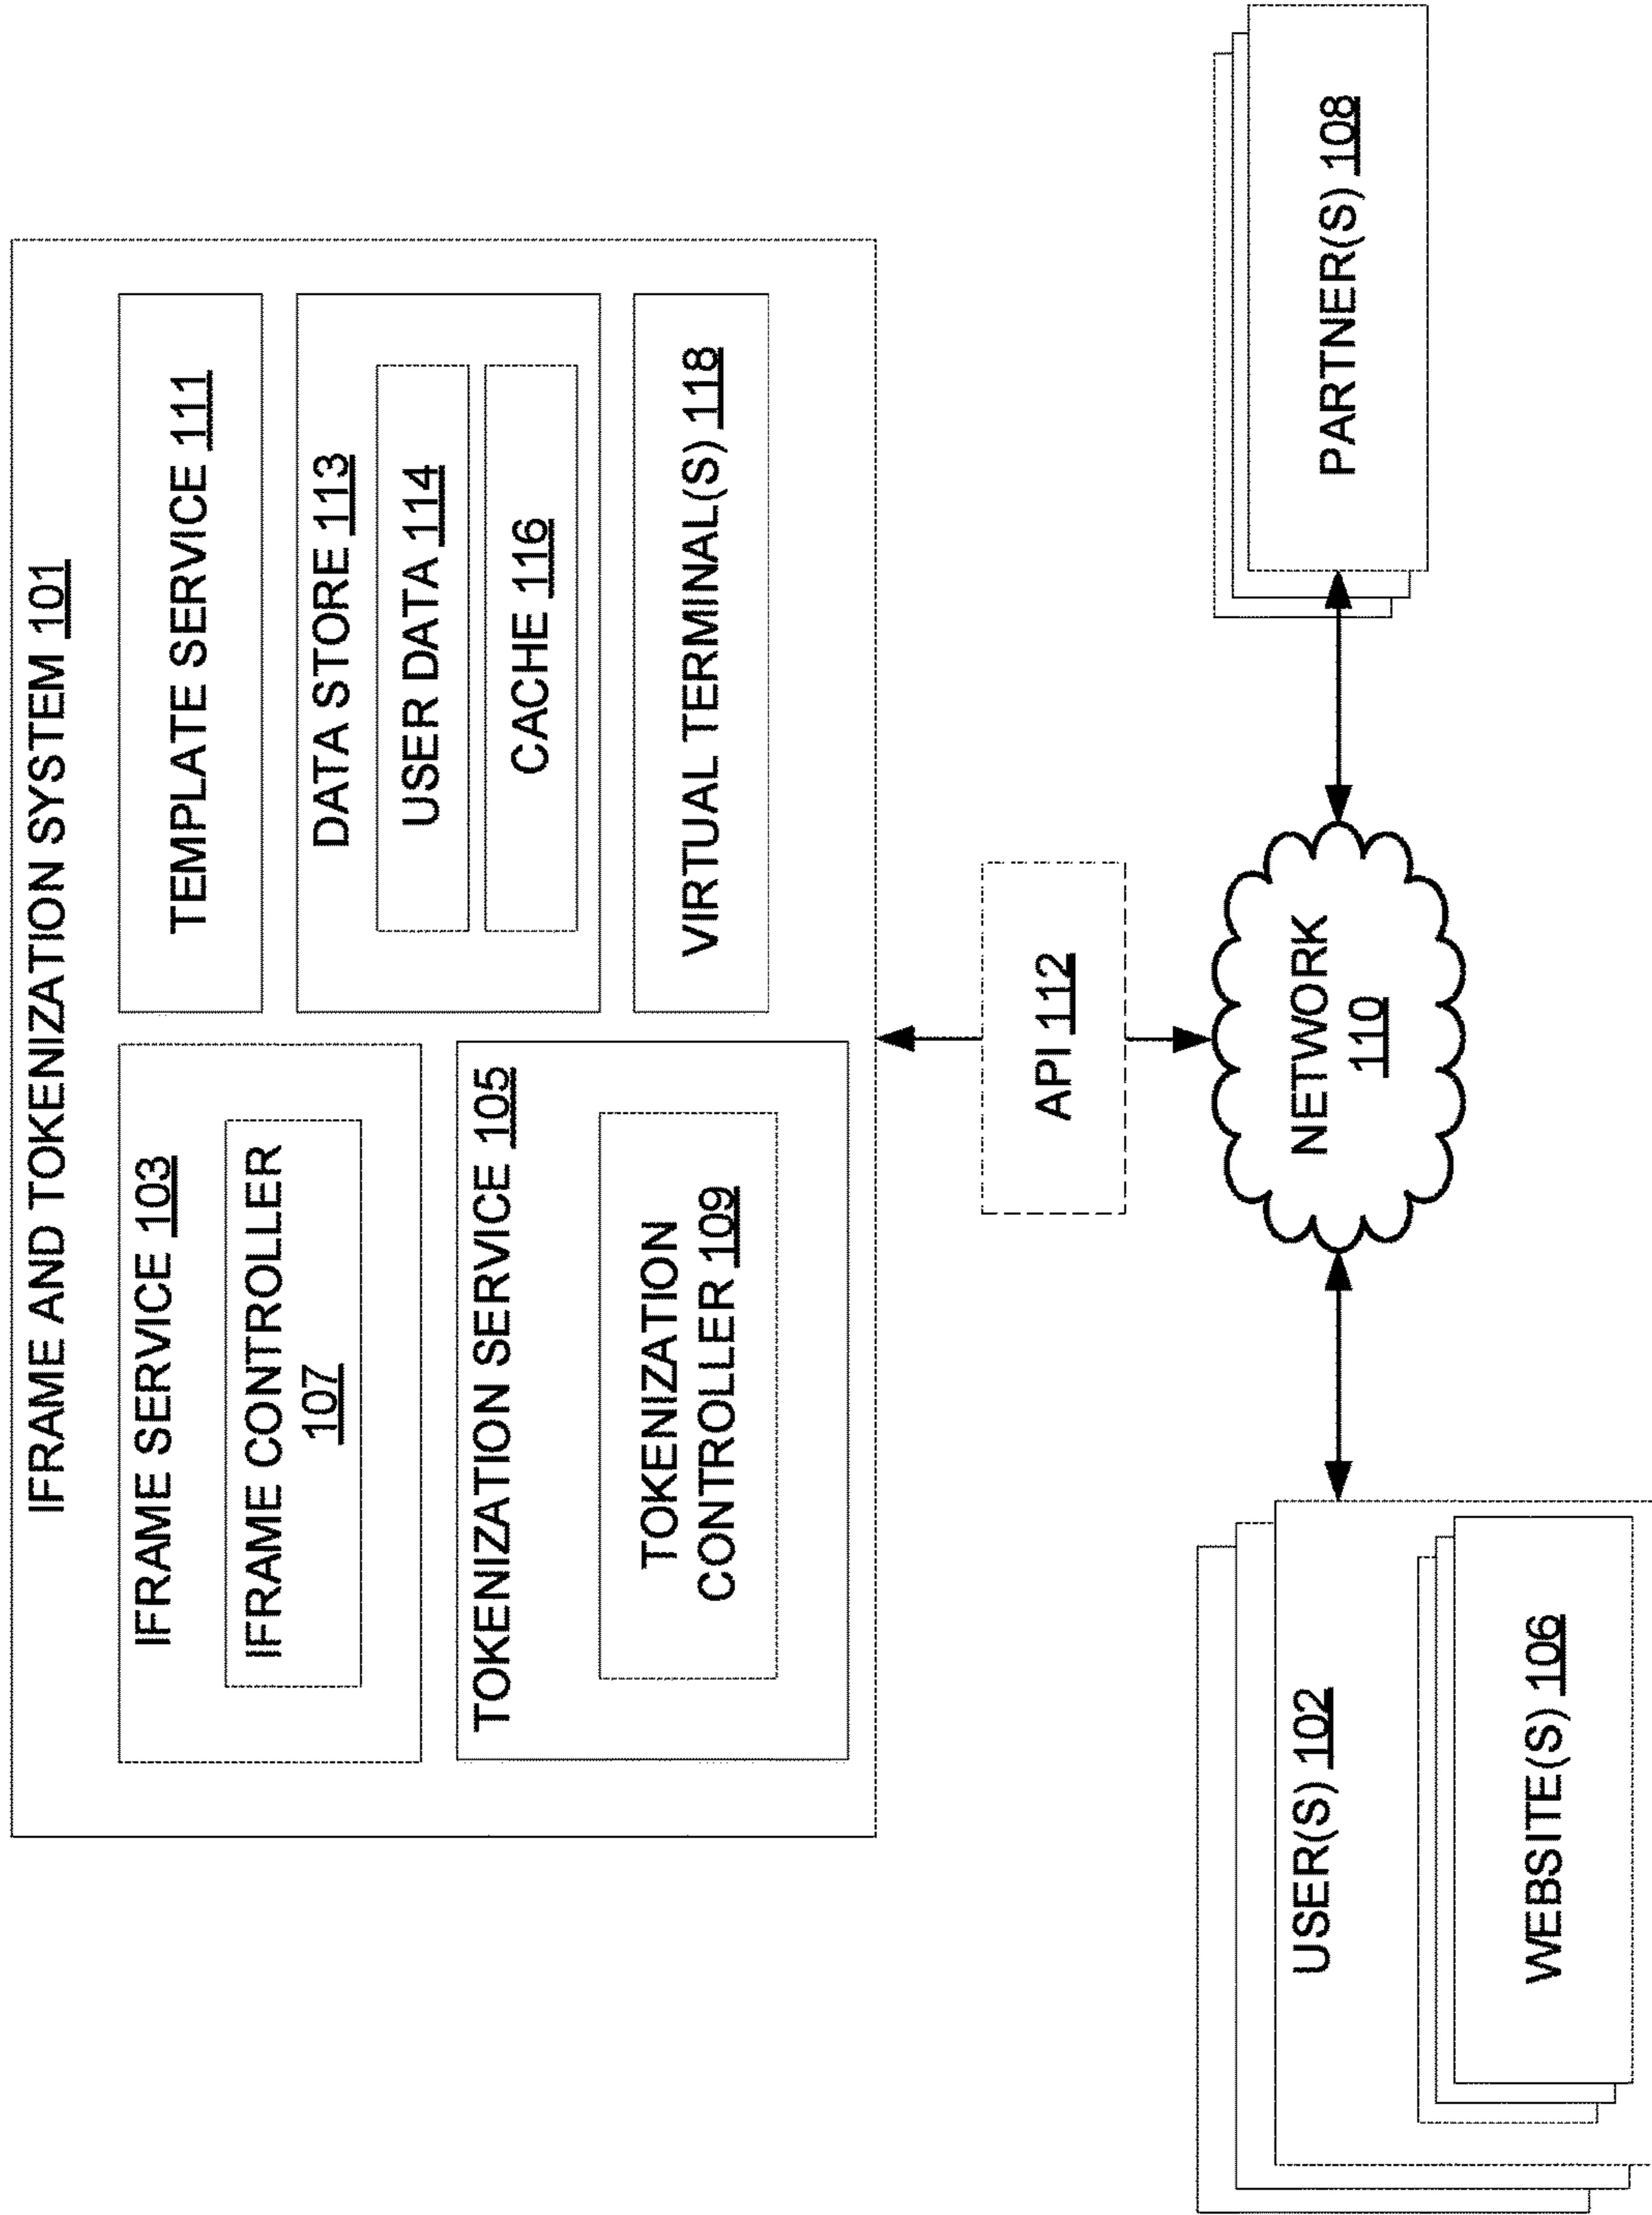 IFRAME AND TOKENIZATION SYSTEM 101
IFRAME SERVICE 103
IFRAME CONTROLLER
107
TOKENIZATION SERVICE 105
TOKENIZATION
CONTROLLER 109
TEMPLATE SERVICE 111
DATA STORE 113
USER DATA 114
CACHE 116
VIRTUAL TERMINAL(S) 118
API 112
NETWORK
110
USER(S) 102
WEBSITE(S) 106
PARTNER(S) 108